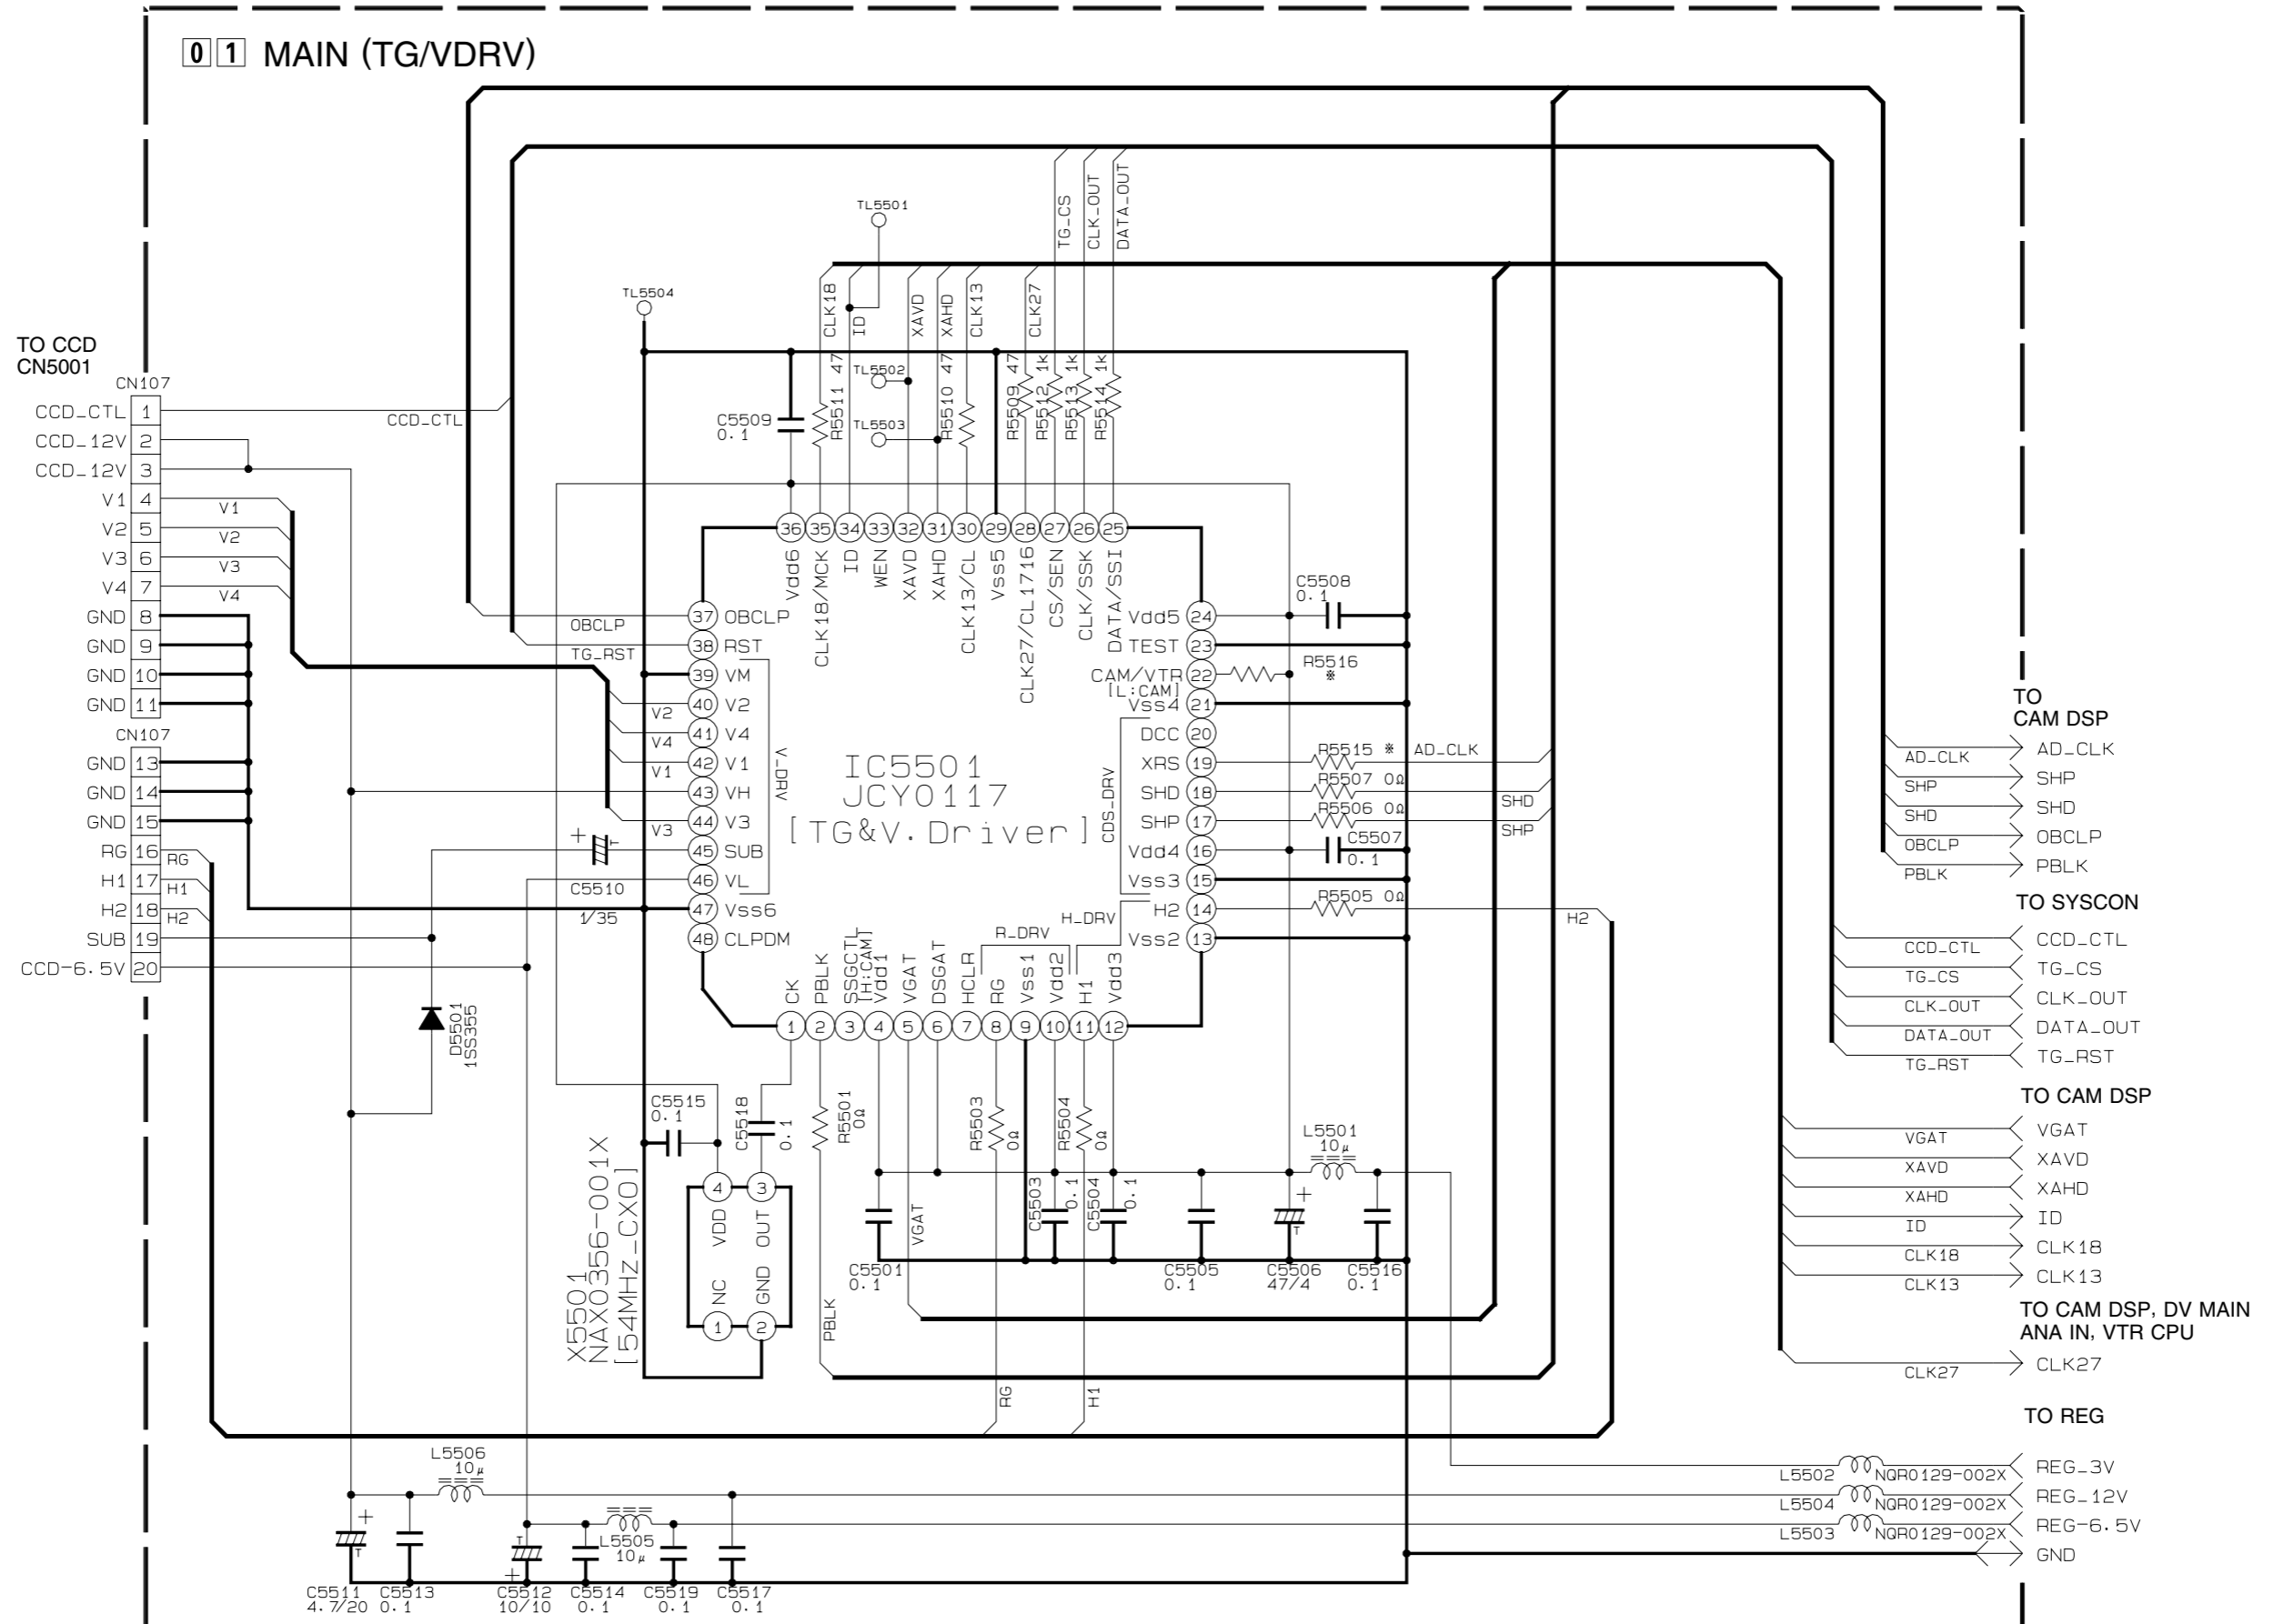 0 1 MAIN (TG/VDRV)
TO CCD
CN5001
CN107
CCD_CTL 1
CCD_12V 2
CCD_12V 3
V1 4
V2 5
V3 6
V4 7
GND 8
GND 9
GND 10
GND 11
CN107
GND 13
GND 14
GND 15
RG 16
H1 17
H2 18
SUB 19
CCD-6.5V 20
CCD_CTL
V1
V2
V3
V4
RG
H1
H2
TL5501
TL5504
TL5502
TL5503
TG_CS
CLK_OUT
DATA_OUT
CLK18
ID
XAVD
XAHD
CLK13
CLK27
C5509
0.1
R5511 47
R5510 47
R5509 47
R5512 1k
R5513 1k
R5514 1k
36 35 34 33 32 31 30 29 28 27 26 25
Vdd6
CLK18/MCK
ID
WEN
XAVD
XAHD
CLK13/CL
Vss5
CLK27/CL1716
CS/SEN
CLK/SSK
DATA/SSI
OBCLP
TG_RST
V2
V4
V1
V3
37 OBCLP
38 RST
39 VM
40 V2
41 V4
42 V1
43 VH
44 V3
45 SUB
46 VL
47 Vss6
48 CLPDM
V_DRV
IC5501
JCY0117
[TG&V.Driver]
Vdd5 24
TEST 23
CAM/VTR 22
[L:CAM]
Vss4 21
DCC 20
XRS 19
SHD 18
SHP 17
Vdd4 16
Vss3 15
H2 14
Vss2 13
CDS_DRV
H_DRV
R_DRV
C5508
0.1
R5516
※
R5515 ※ AD_CLK
R5507 0Ω
SHD
R5506 0Ω
SHP
C5507
0.1
R5505 0Ω
H2
C5510
1/35
D5501
1SS355
CK
PBLK
SSGCTL
[H:CAM]
Vdd1
VGAT
DSGAT
HCLR
RG
Vss1
Vdd2
H1
Vdd3
1 2 3 4 5 6 7 8 9 10 11 12
C5515
0.1
C5518
0.1
R5501
0Ω
R5503
0Ω
R5504
0Ω
L5501
10μ
C5503
0.1
C5504
0.1
VGAT
C5501
0.1
C5505
0.1
C5506
47/4
C5516
0.1
4 3
VDD
OUT
NC
GND
1 2
X5501
NAX0356-001X
[54MHz_CXO]
PBLK
RG
H1
L5506
10μ
L5505
10μ
C5511
4.7/20
C5513
0.1
C5512
10/10
C5514
0.1
C5519
0.1
C5517
0.1
TO
CAM DSP
AD_CLK AD_CLK
SHP SHP
SHD SHD
OBCLP OBCLP
PBLK PBLK
TO SYSCON
CCD_CTL CCD_CTL
TG_CS TG_CS
CLK_OUT CLK_OUT
DATA_OUT DATA_OUT
TG_RST TG_RST
TO CAM DSP
VGAT VGAT
XAVD XAVD
XAHD XAHD
ID ID
CLK18 CLK18
CLK13 CLK13
TO CAM DSP, DV MAIN
ANA IN, VTR CPU
CLK27 CLK27
TO REG
L5502 NQR0129-002X REG_3V
L5504 NQR0129-002X REG_12V
L5503 NQR0129-002X REG-6.5V
GND